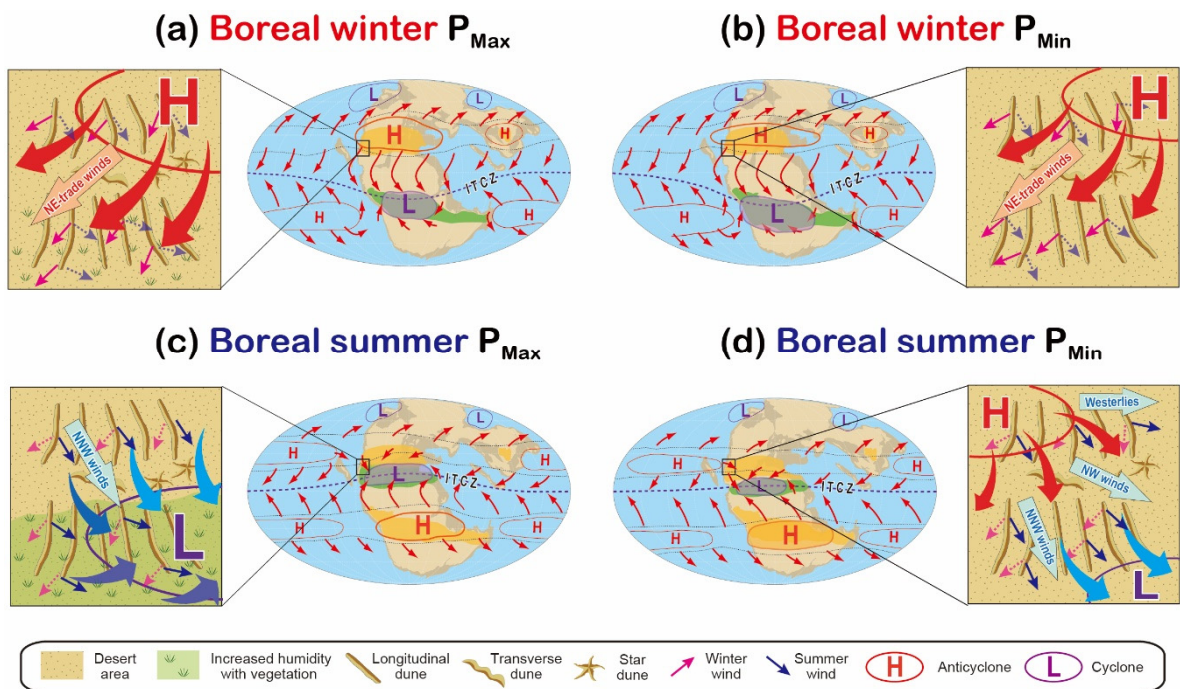 (a) Boreal winter PMax
(b) Boreal winter PMin
H
NE-trade winds
L
L
H
H
ITCZ
H
L
H
L
L
H
H
ITCZ
H
L
H
H
NE-trade winds
(c) Boreal summer PMax
(d) Boreal summer PMin
NNW winds
L
L
L
H
H
L
ITCZ
H
H
H
L
L
H
H
L
ITCZ
H
H
H
H
Westerlies
NW winds
NNW winds
L
Desert area
Increased humidity with vegetation
Longitudinal dune
Transverse dune
Star dune
Winter wind
Summer wind
H
Anticyclone
L
Cyclone